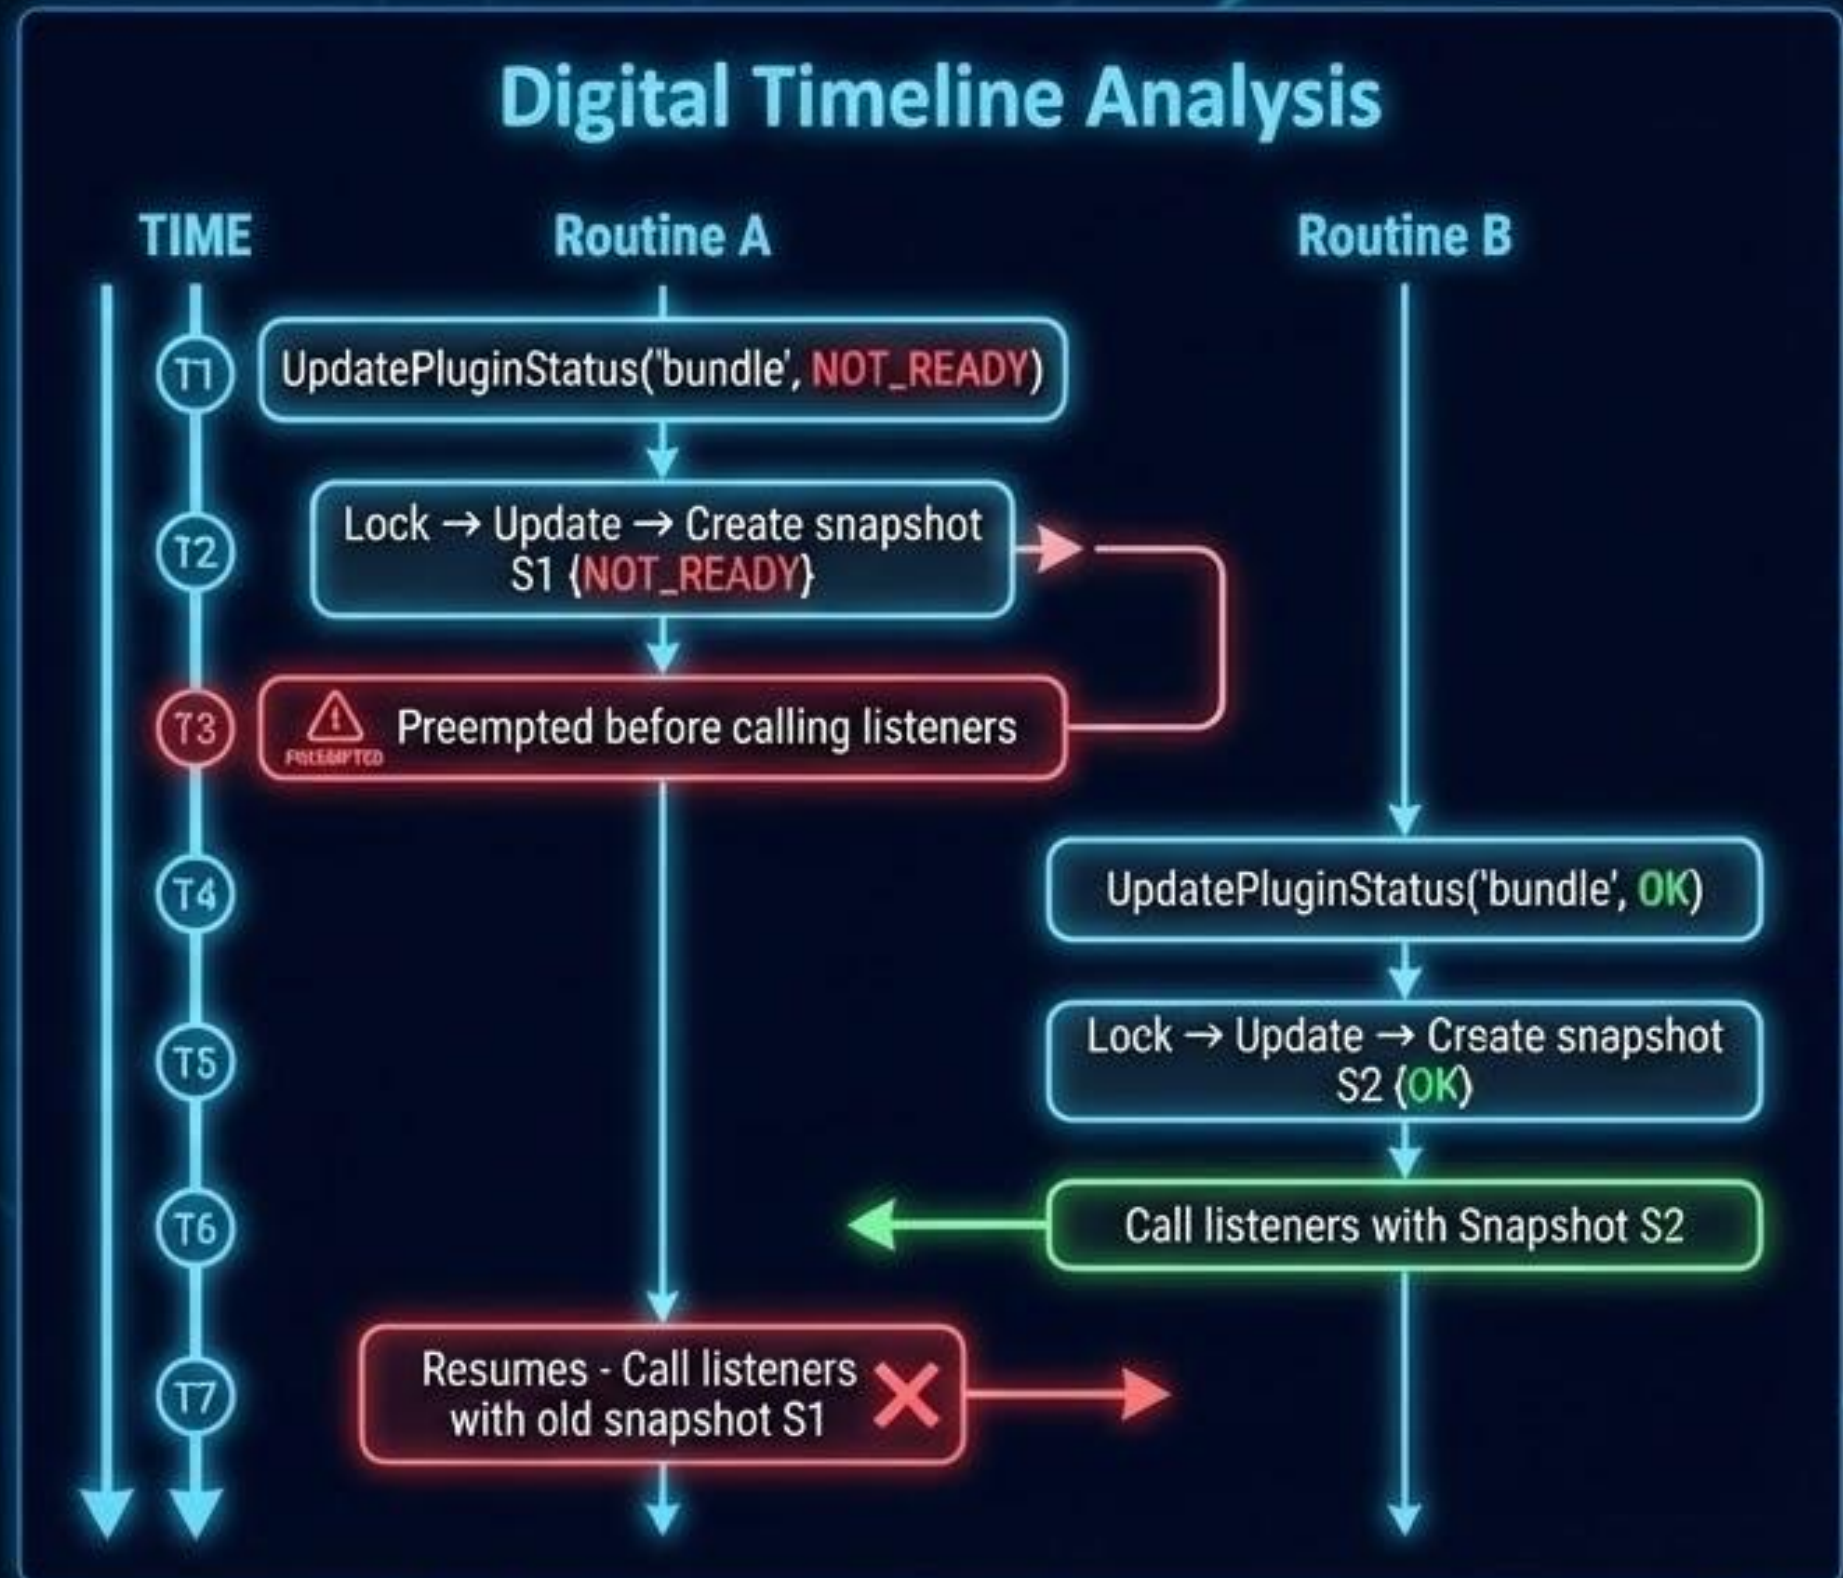 Digital Timeline Analysis
TIME
Routine A
Routine B
T1
UpdatePluginStatus('bundle', NOT_READY)
T2
Lock → Update → Create snapshot
S1 {NOT_READY}
T3
Preempted before calling listeners
T4
UpdatePluginStatus('bundle', OK)
T5
Lock → Update → Crsate snapshot
S2 {OK)
T6
Call listeners with Snapshot S2
T7
Resumes - Call listeners
with old snapshot S1